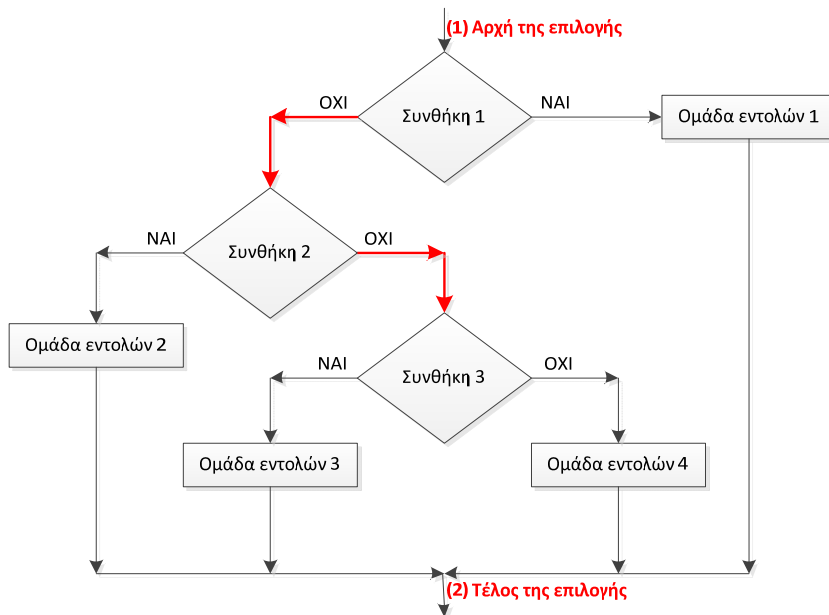 (1) Αρχή της επιλογής
Συνθήκη 1
ΟΧΙ
ΝΑΙ
Ομάδα εντολών 1
Συνθήκη 2
ΝΑΙ
ΟΧΙ
Ομάδα εντολών 2
Συνθήκη 3
ΝΑΙ
ΟΧΙ
Ομάδα εντολών 3
Ομάδα εντολών 4
(2) Τέλος της επιλογής